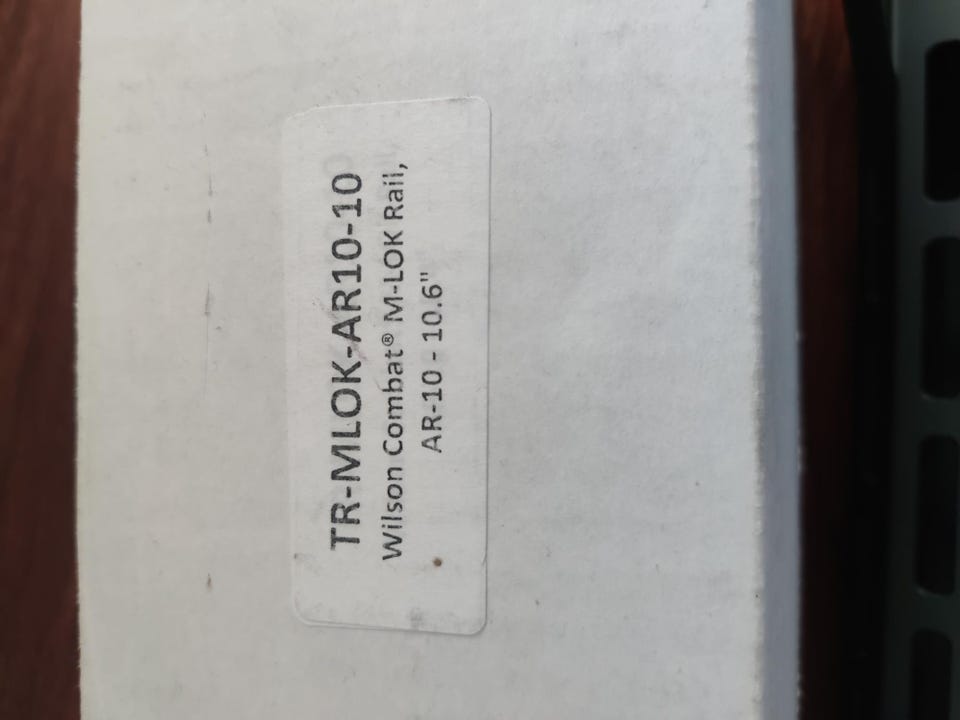 TR-MLOK-AR10-10
Wilson Combat® M-LOK Rail,
AR-10 - 10.6"